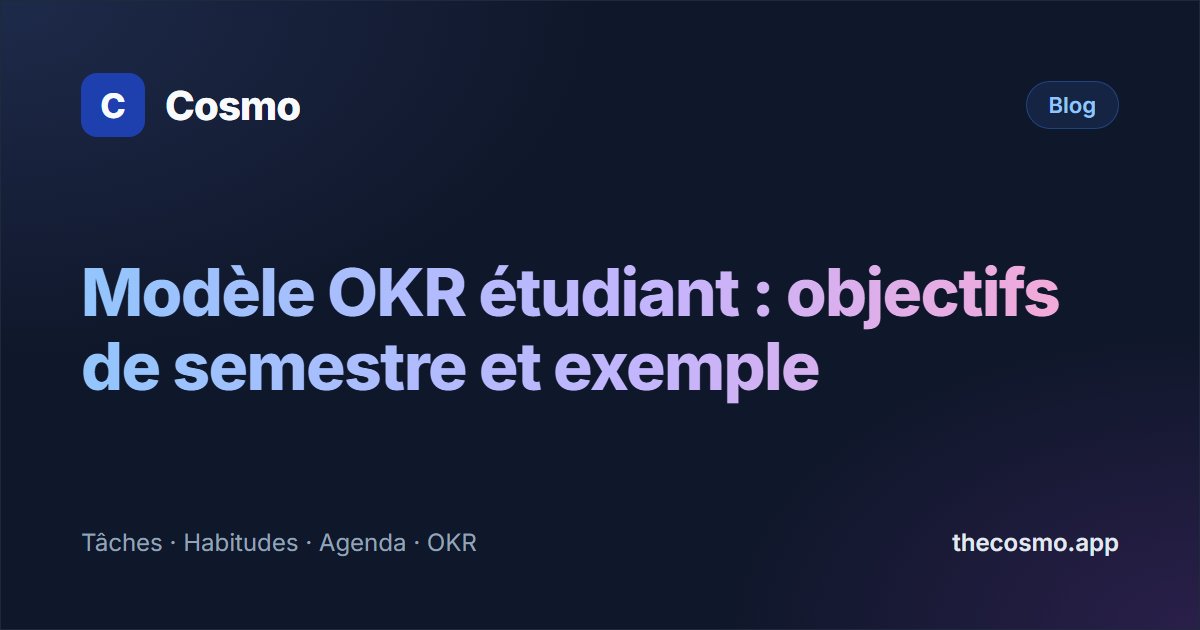 C Cosmo
Blog
Modèle OKR étudiant : objectifs
de semestre et exemple
Tâches · Habitudes · Agenda · OKR
thecosmo.app